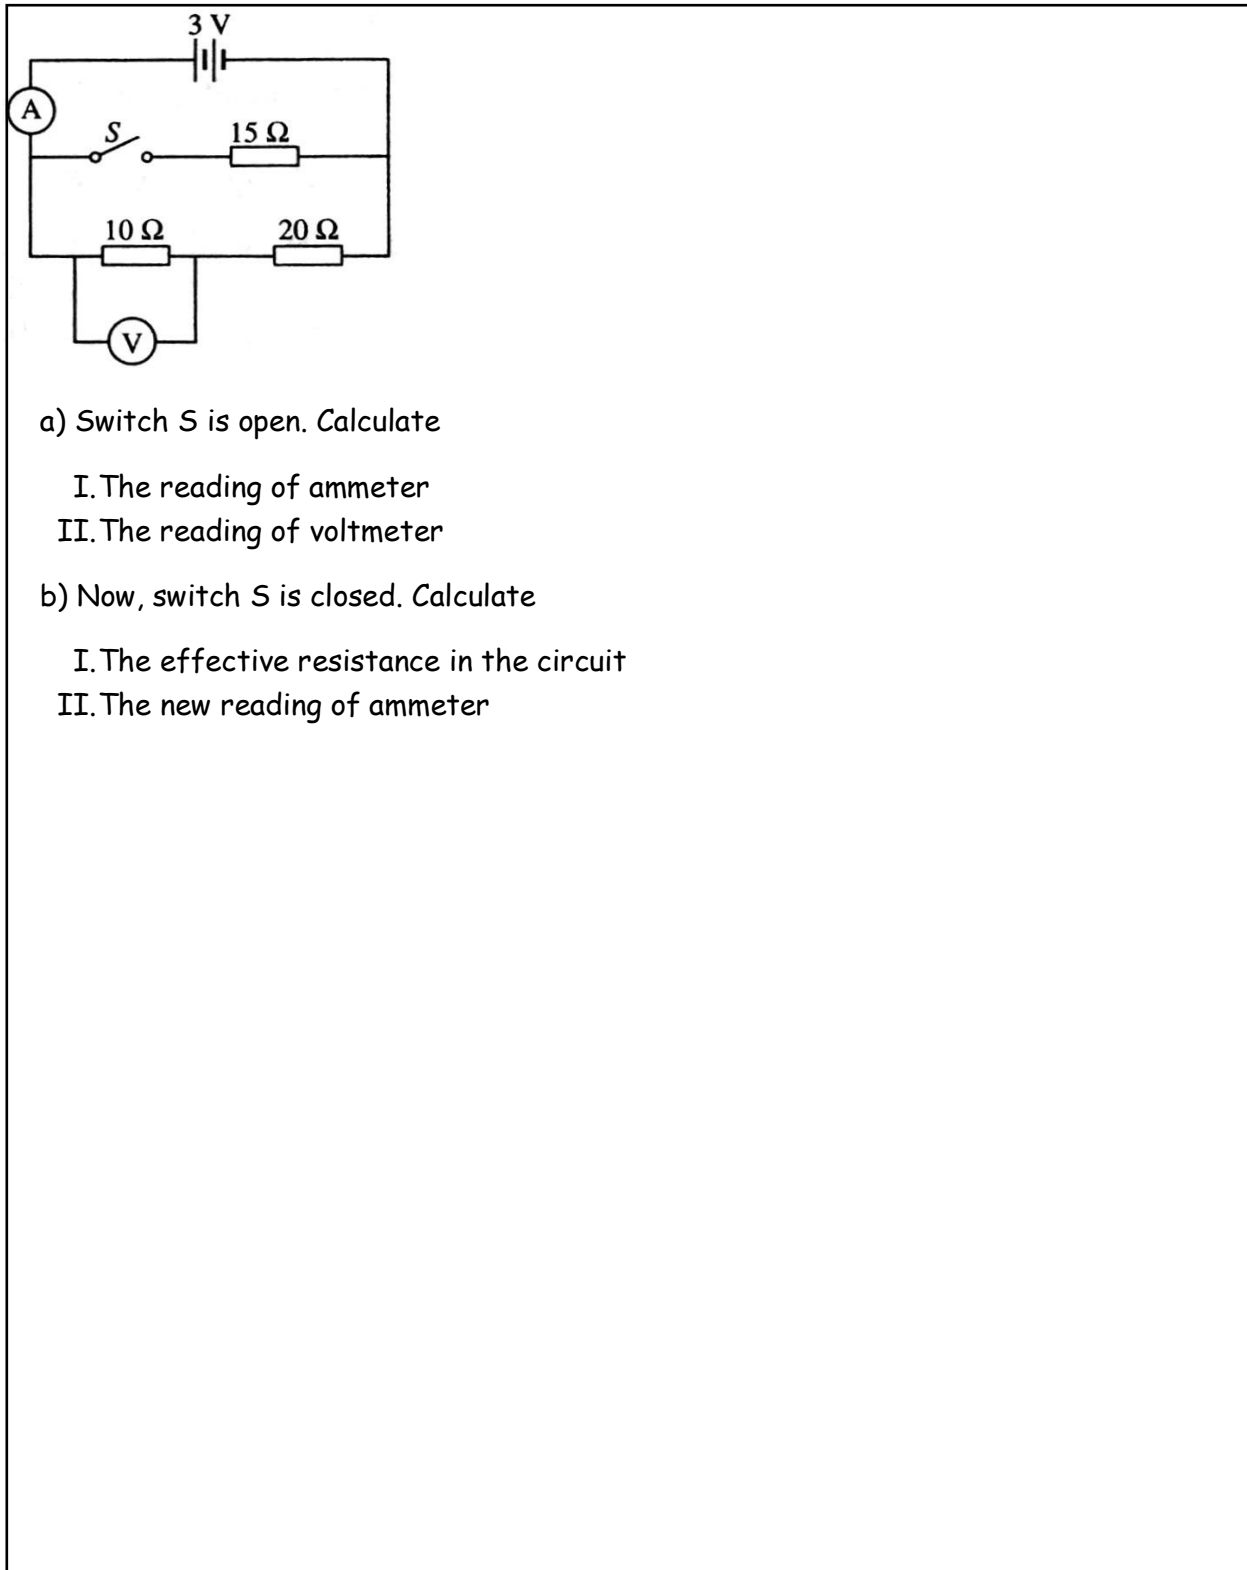 3 V
A
S 15 Ω
10 Ω 20 Ω
V
a) Switch S is open. Calculate
I. The reading of ammeter
II. The reading of voltmeter
b) Now, switch S is closed. Calculate
I. The effective resistance in the circuit
II. The new reading of ammeter